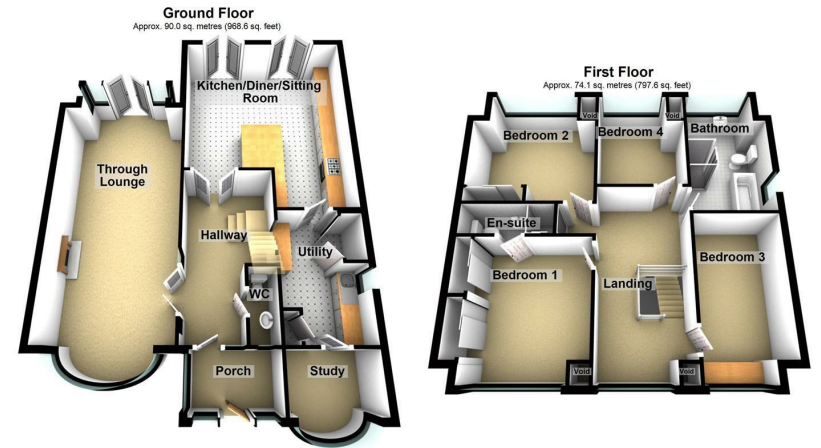 Ground Floor
Approx. 90.0 sq. metres (968.6 sq. feet)
Kitchen/Diner/Sitting
Room
Through
Lounge
Hallway
Utility
WC
Porch
Study
First Floor
Approx. 74.1 sq. metres (797.6 sq. feet)
Void
Void
Bedroom 2
Bedroom 4
Bathroom
En-suite
Bedroom 1
Landing
Bedroom 3
Void
Void